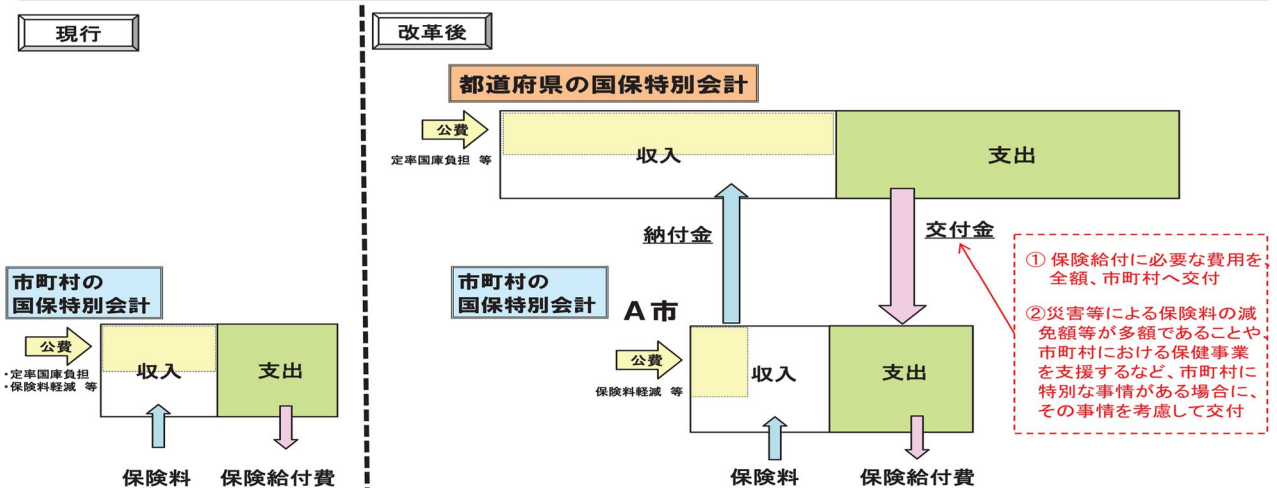 現行
市町村の
国保特別会計
公費
・定率国庫負担
・保険料軽減 等
収入
支出
保険料
保険給付費
改革後
都道府県の国保特別会計
公費
定率国庫負担 等
収入
支出
納付金
交付金
市町村の
国保特別会計
A市
公費
保険料軽減 等
収入
支出
保険料
保険給付費
① 保険給付に必要な費用を、
全額、市町村へ交付
②災害等による保険料の減
免額等が多額であることや、
市町村における保健事業
を支援するなど、市町村に
特別な事情がある場合に、
その事情を考慮して交付